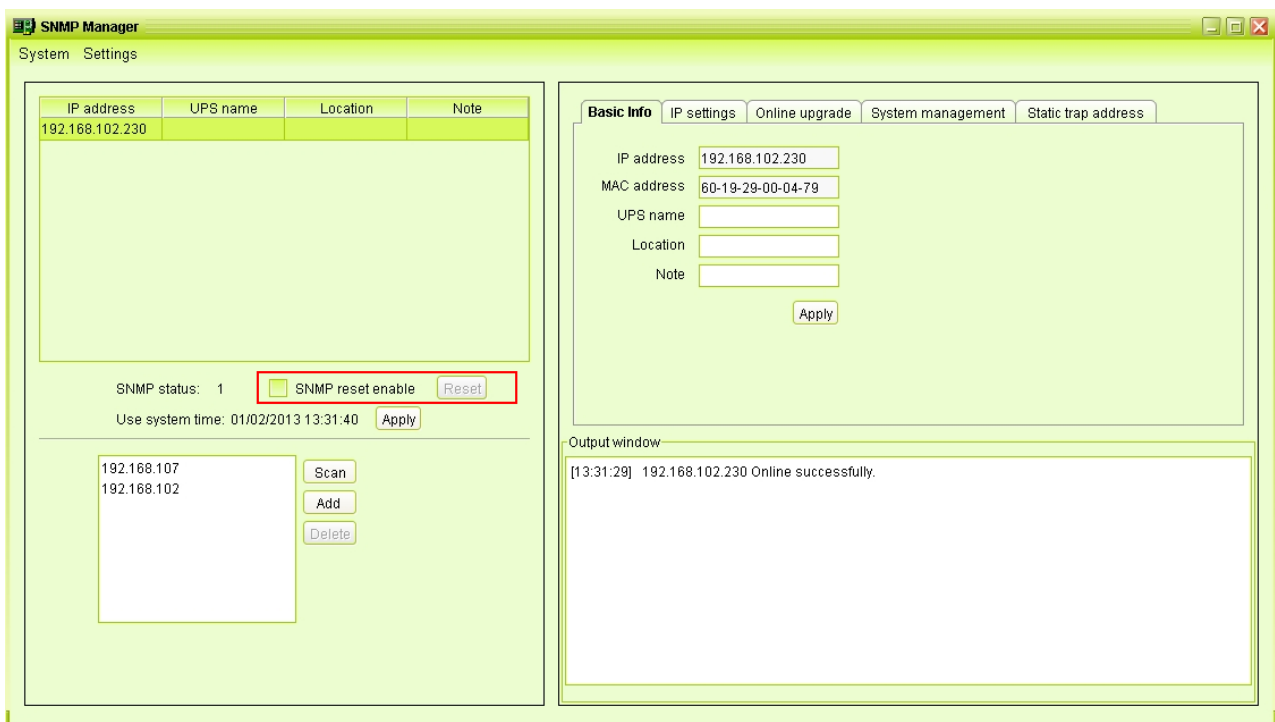 SNMP Manager
System Settings
IP address UPS name Location Note
192.168.102.230
SNMP status: 1 SNMP reset enable Reset
Use system time: 01/02/2013 13:31:40 Apply
192.168.107
192.168.102
Scan
Add
Delete
Basic Info IP settings Online upgrade System management Static trap address
IP address 192.168.102.230
MAC address 60-19-29-00-04-79
UPS name
Location
Note
Apply
Output window
[13:31:29] 192.168.102.230 Online successfully.